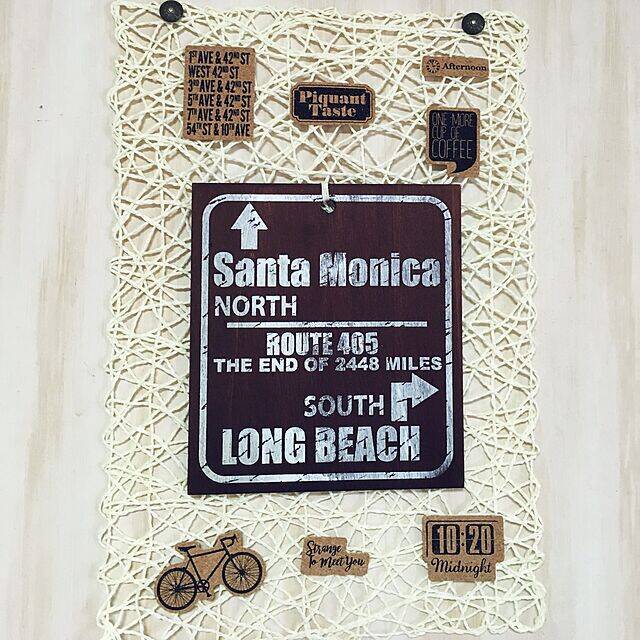 1ST AVE & 42ND ST
WEST 42ND ST
3RD AVE & 42ND ST
5TH AVE & 42ND ST
7TH AVE & 42ND ST
54TH ST & 10TH AVE
Piquant
Taste
Afternoon
ONE MORE
CUP OF
COFFEE
Santa Monica
NORTH
ROUTE 405
THE END OF 2448 MILES
SOUTH
LONG BEACH
Strange
To Meet You
10:20
Midnight